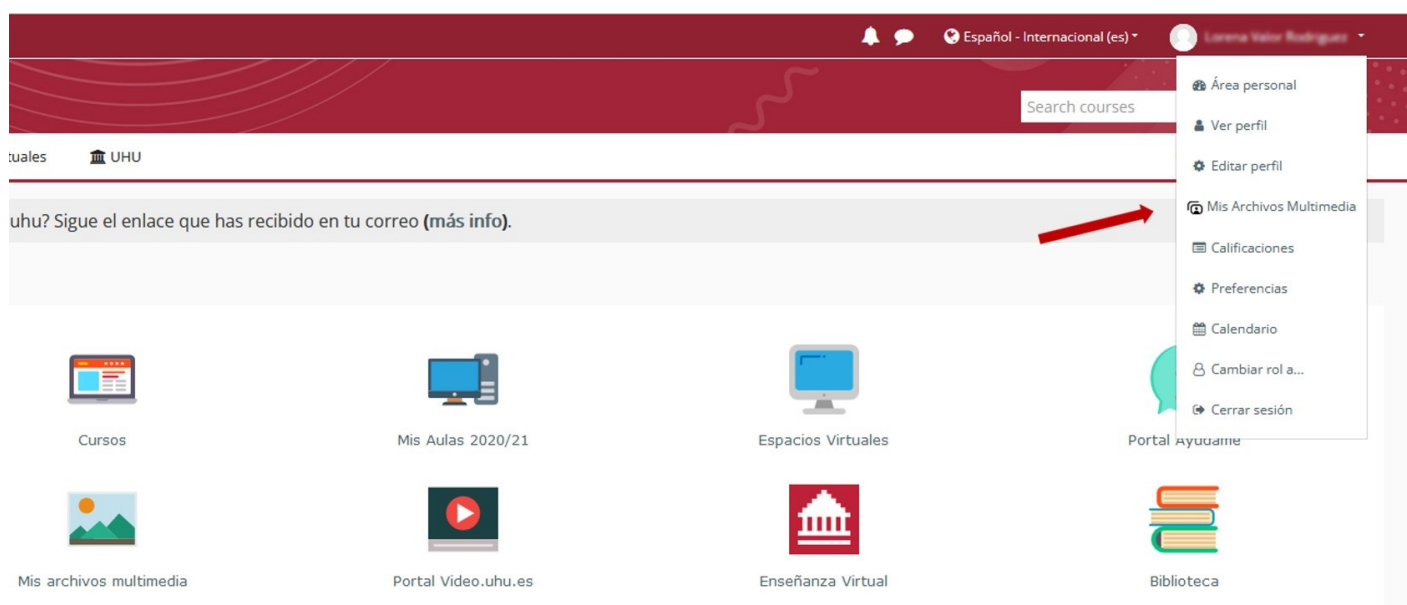 Español - Internacional (es)
Search courses
Área personal
Ver perfil
Editar perfil
Mis Archivos Multimedia
Calificaciones
Preferencias
Calendario
Cambiar rol a...
Cerrar sesión
tuales UHU
uhu? Sigue el enlace que has recibido en tu correo (más info).
Cursos
Mis Aulas 2020/21
Espacios Virtuales
Portal Ayúdame
Mis archivos multimedia
Portal Video.uhu.es
Enseñanza Virtual
Biblioteca